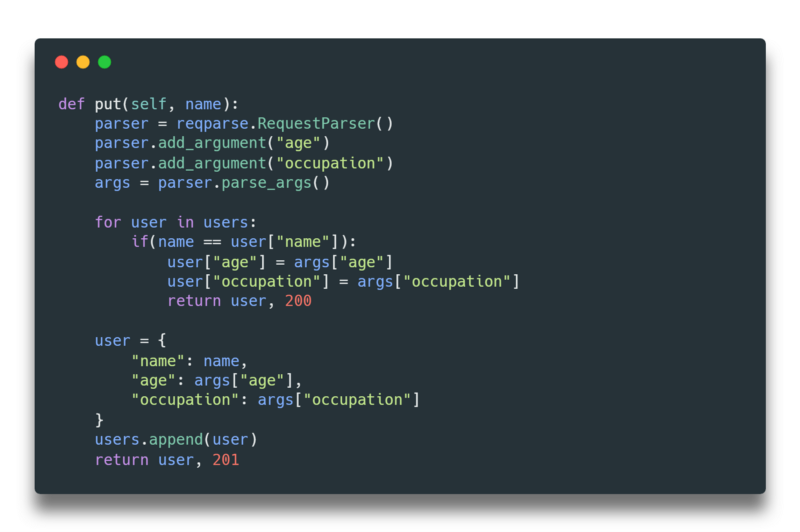 def put(self, name):
    parser = reqparse.RequestParser()
    parser.add_argument("age")
    parser.add_argument("occupation")
    args = parser.parse_args()

    for user in users:
        if(name == user["name"]):
            user["age"] = args["age"]
            user["occupation"] = args["occupation"]
            return user, 200

    user = {
        "name": name,
        "age": args["age"],
        "occupation": args["occupation"]
    }
    users.append(user)
    return user, 201